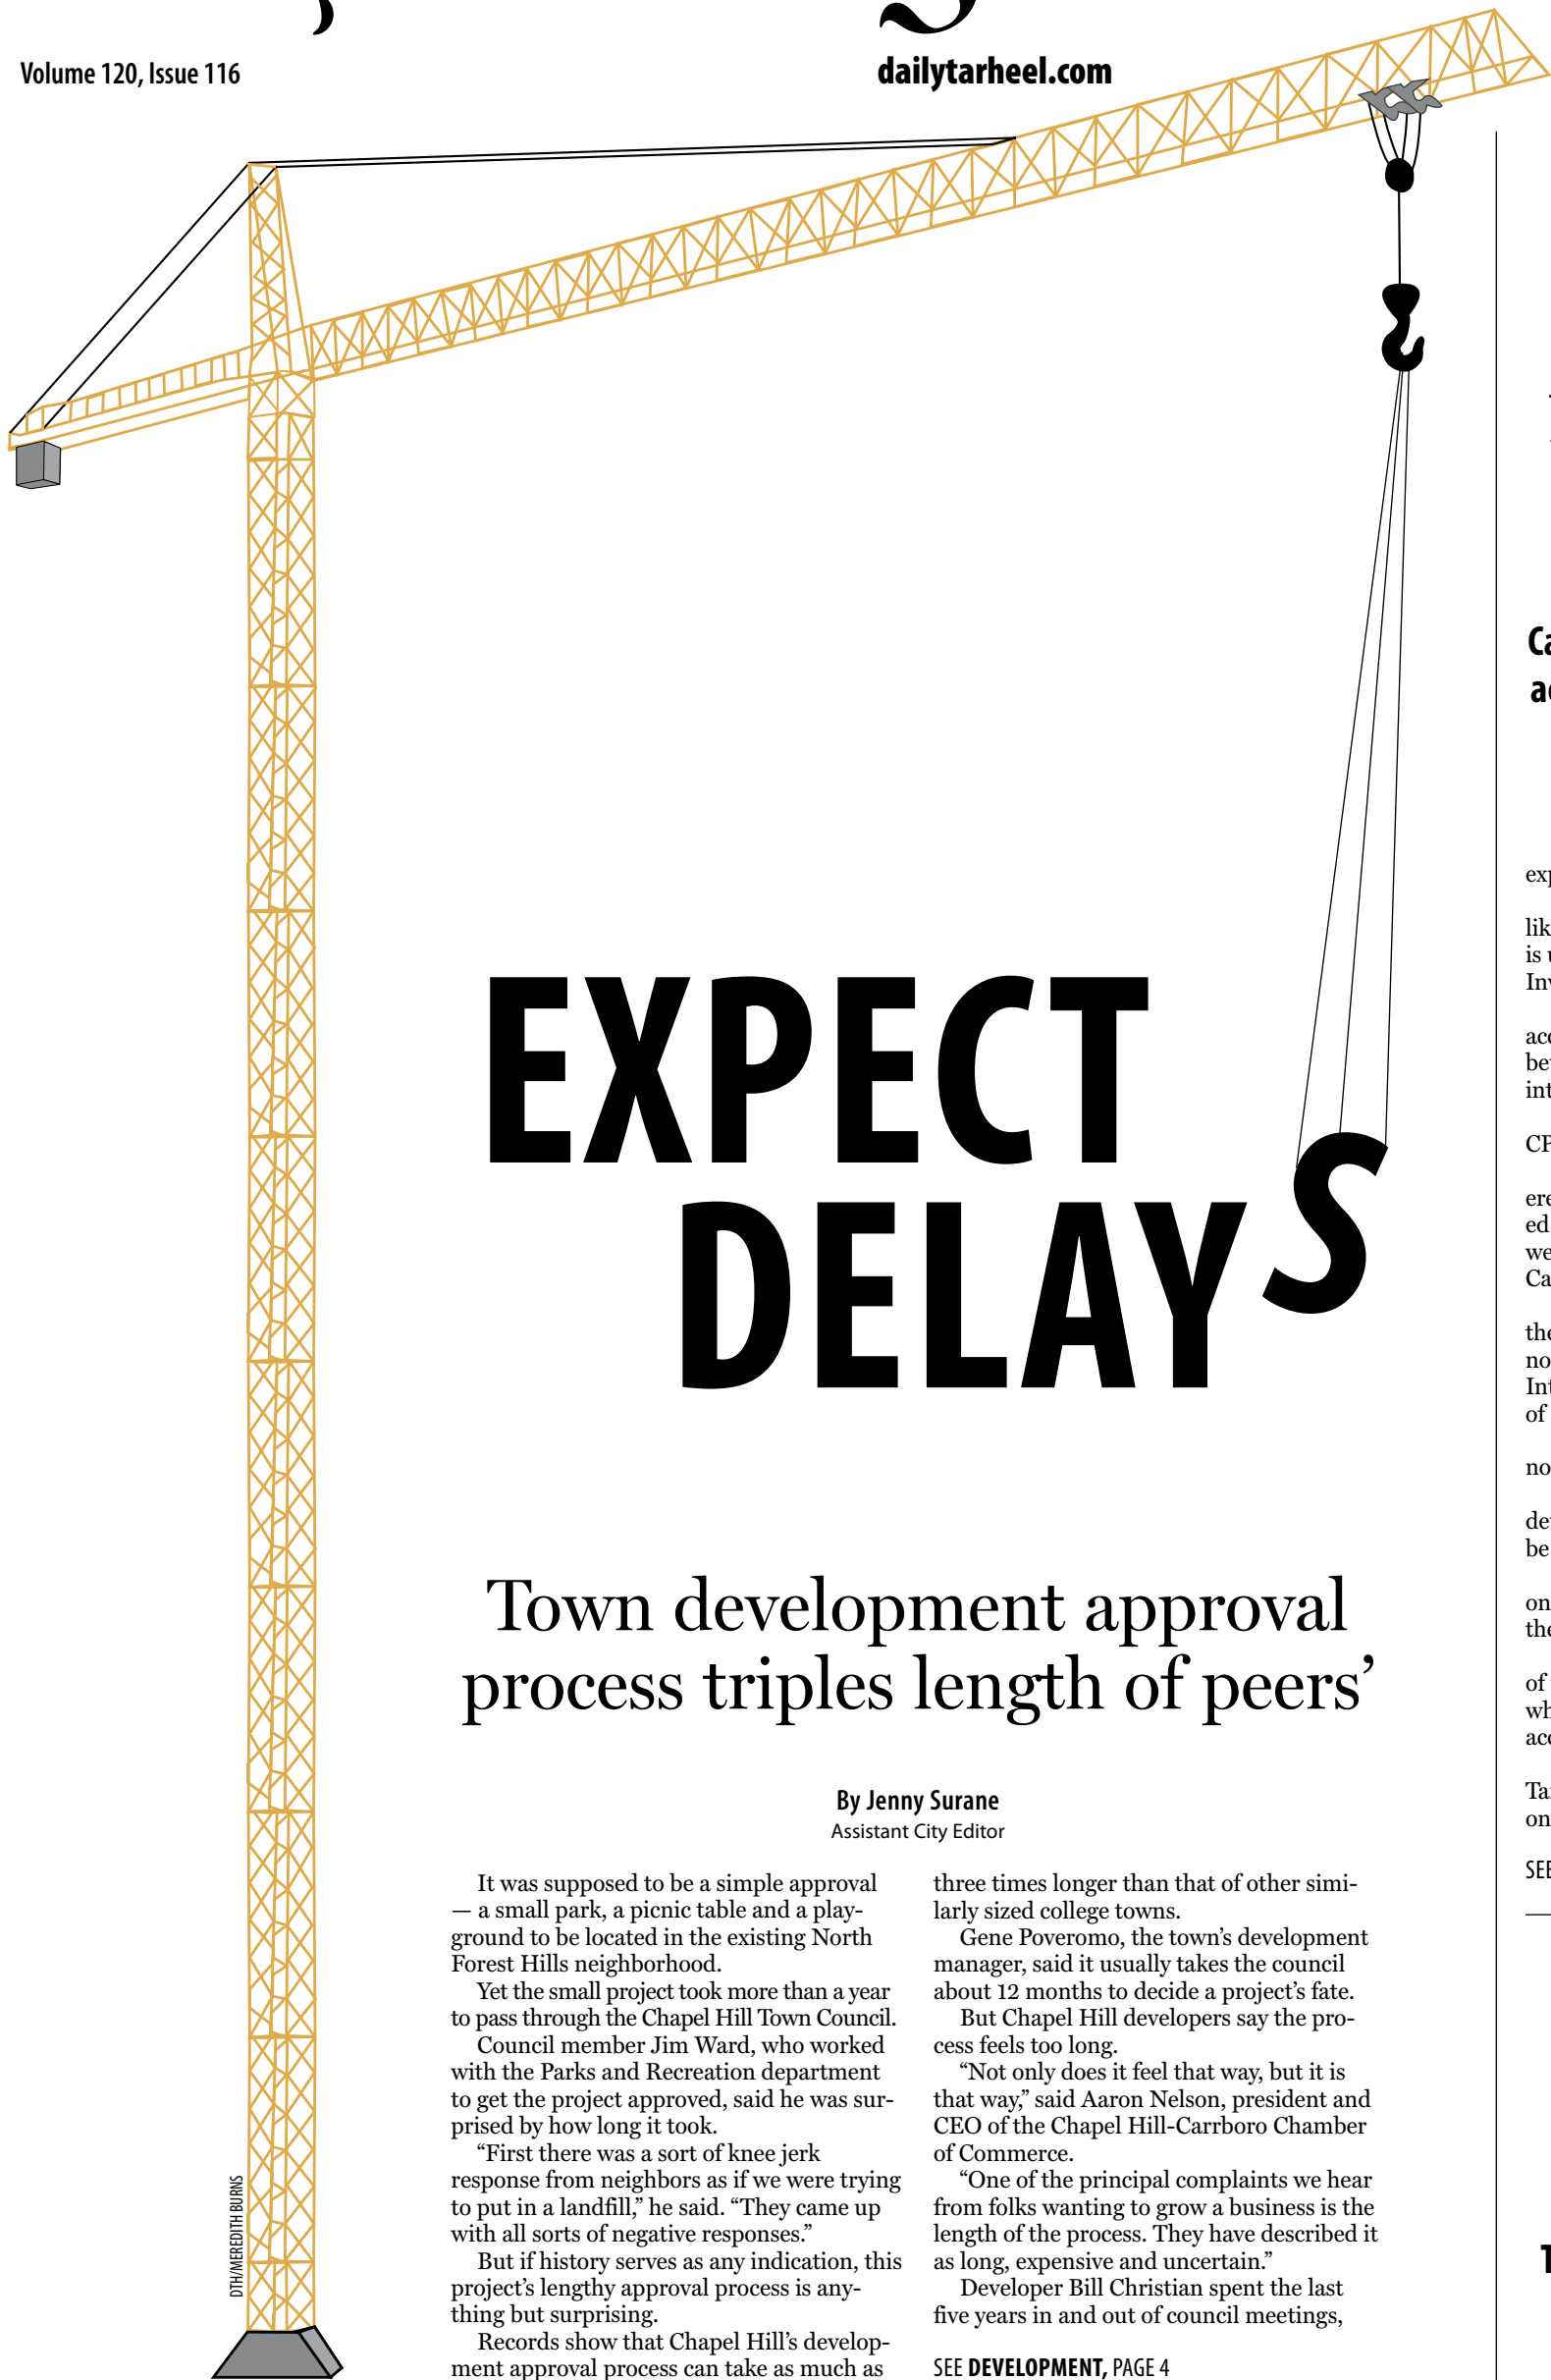 Volume 120, Issue 116
dailytarheel.com
EXPECT
DELAYS
Town development approval
process triples length of peers’
By Jenny Surane
Assistant City Editor
It was supposed to be a simple approval
— a small park, a picnic table and a play-
ground to be located in the existing North
Forest Hills neighborhood.
Yet the small project took more than a year
to pass through the Chapel Hill Town Council.
Council member Jim Ward, who worked
with the Parks and Recreation department
to get the project approved, said he was sur-
prised by how long it took.
“First there was a sort of knee jerk
response from neighbors as if we were trying
to put in a landfill,” he said. “They came up
with all sorts of negative responses.”
But if history serves as any indication, this
project’s lengthy approval process is any-
thing but surprising.
Records show that Chapel Hill’s develop-
ment approval process can take as much as
three times longer than that of other simi-
larly sized college towns.
Gene Poveromo, the town’s development
manager, said it usually takes the council
about 12 months to decide a project’s fate.
But Chapel Hill developers say the pro-
cess feels too long.
“Not only does it feel that way, but it is
that way,” said Aaron Nelson, president and
CEO of the Chapel Hill-Carrboro Chamber
of Commerce.
“One of the principal complaints we hear
from folks wanting to grow a business is the
length of the process. They have described it
as long, expensive and uncertain.”
Developer Bill Christian spent the last
five years in and out of council meetings,
SEE DEVELOPMENT, PAGE 4
DTH/MEREDITH BURNS
is
of
be
on
of
on